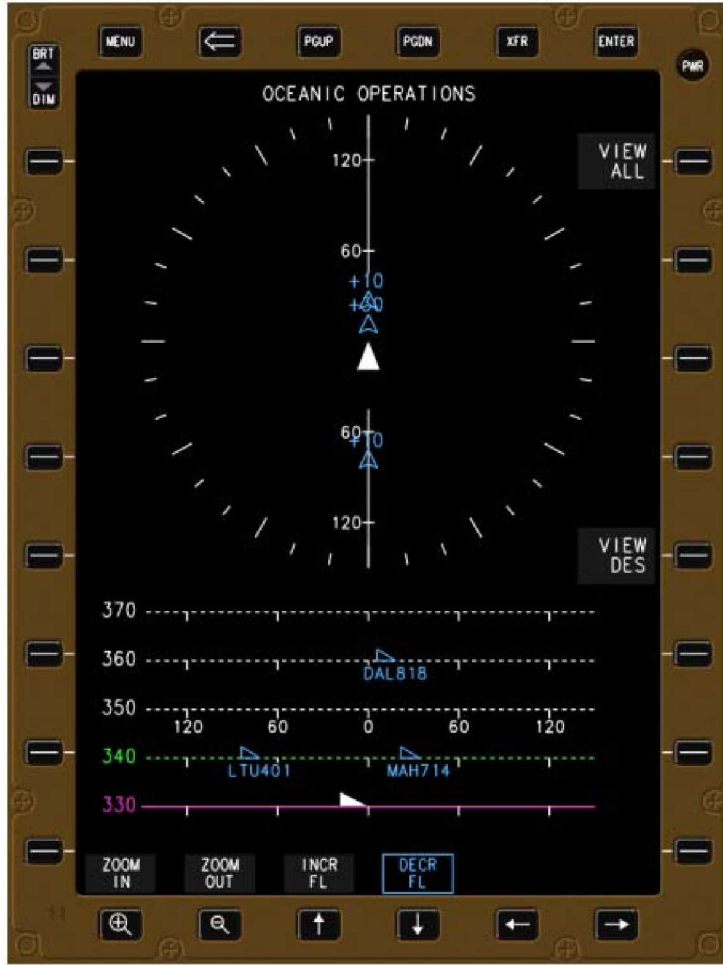 MENU PGUP PGDN XFR ENTER
BRT
DIM
PWR
OCEANIC OPERATIONS
VIEW
ALL
120
60
+10
+30
60
+10
120
VIEW
DES
370
360
DAL818
350
120 60 0 60 120
340
LTU401 MAH714
330
ZOOM IN
ZOOM OUT
INCR FL
DECR FL